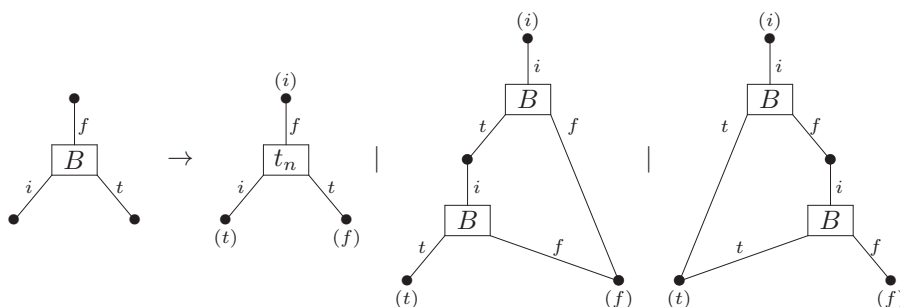 (i) (i) (i)
f f i i
B → t_n | B | B
i t i t t f t f
(t) (f) i i
B B
t f t f
(t) (f) (t) (f)